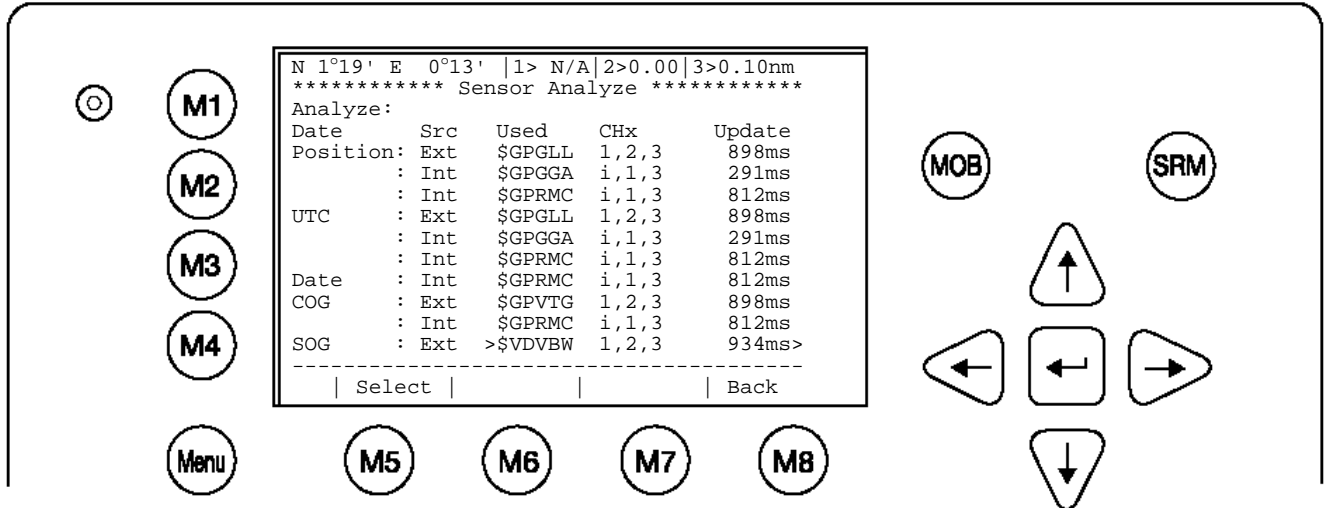 N 1°19' E 0°13' |1> N/A|2>0.00|3>0.10nm
************ Sensor Analyze ************
Analyze:
Date Src Used CHx Update
Position: Ext $GPGLL 1,2,3 898ms
: Int $GPGGA i,1,3 291ms
: Int $GPRMC i,1,3 812ms
UTC : Ext $GPGLL 1,2,3 898ms
: Int $GPGGA i,1,3 291ms
: Int $GPRMC i,1,3 812ms
Date : Int $GPRMC i,1,3 812ms
COG : Ext $GPVTG 1,2,3 898ms
: Int $GPRMC i,1,3 812ms
SOG : Ext >$VDVBW 1,2,3 934ms>
----------------------------------------
| Select | | | Back
M1
M2
M3
M4
Menu
M5
M6
M7
M8
MOB
SRM